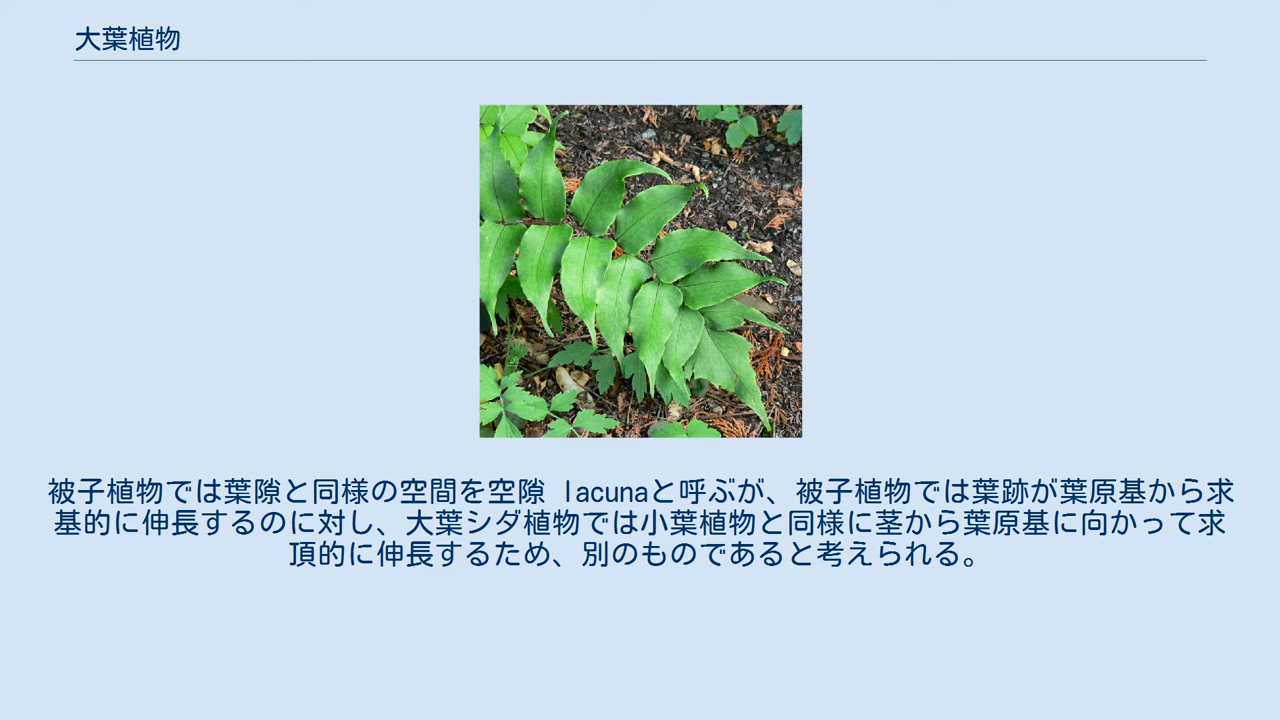 大葉植物
被子植物では葉隙と同様の空間を空隙 lacunaと呼ぶが、被子植物では葉跡が葉原基から求
基的に伸長するのに対し、大葉シダ植物では小葉植物と同様に茎から葉原基に向かって求
頂的に伸長するため、別のものであると考えられる。